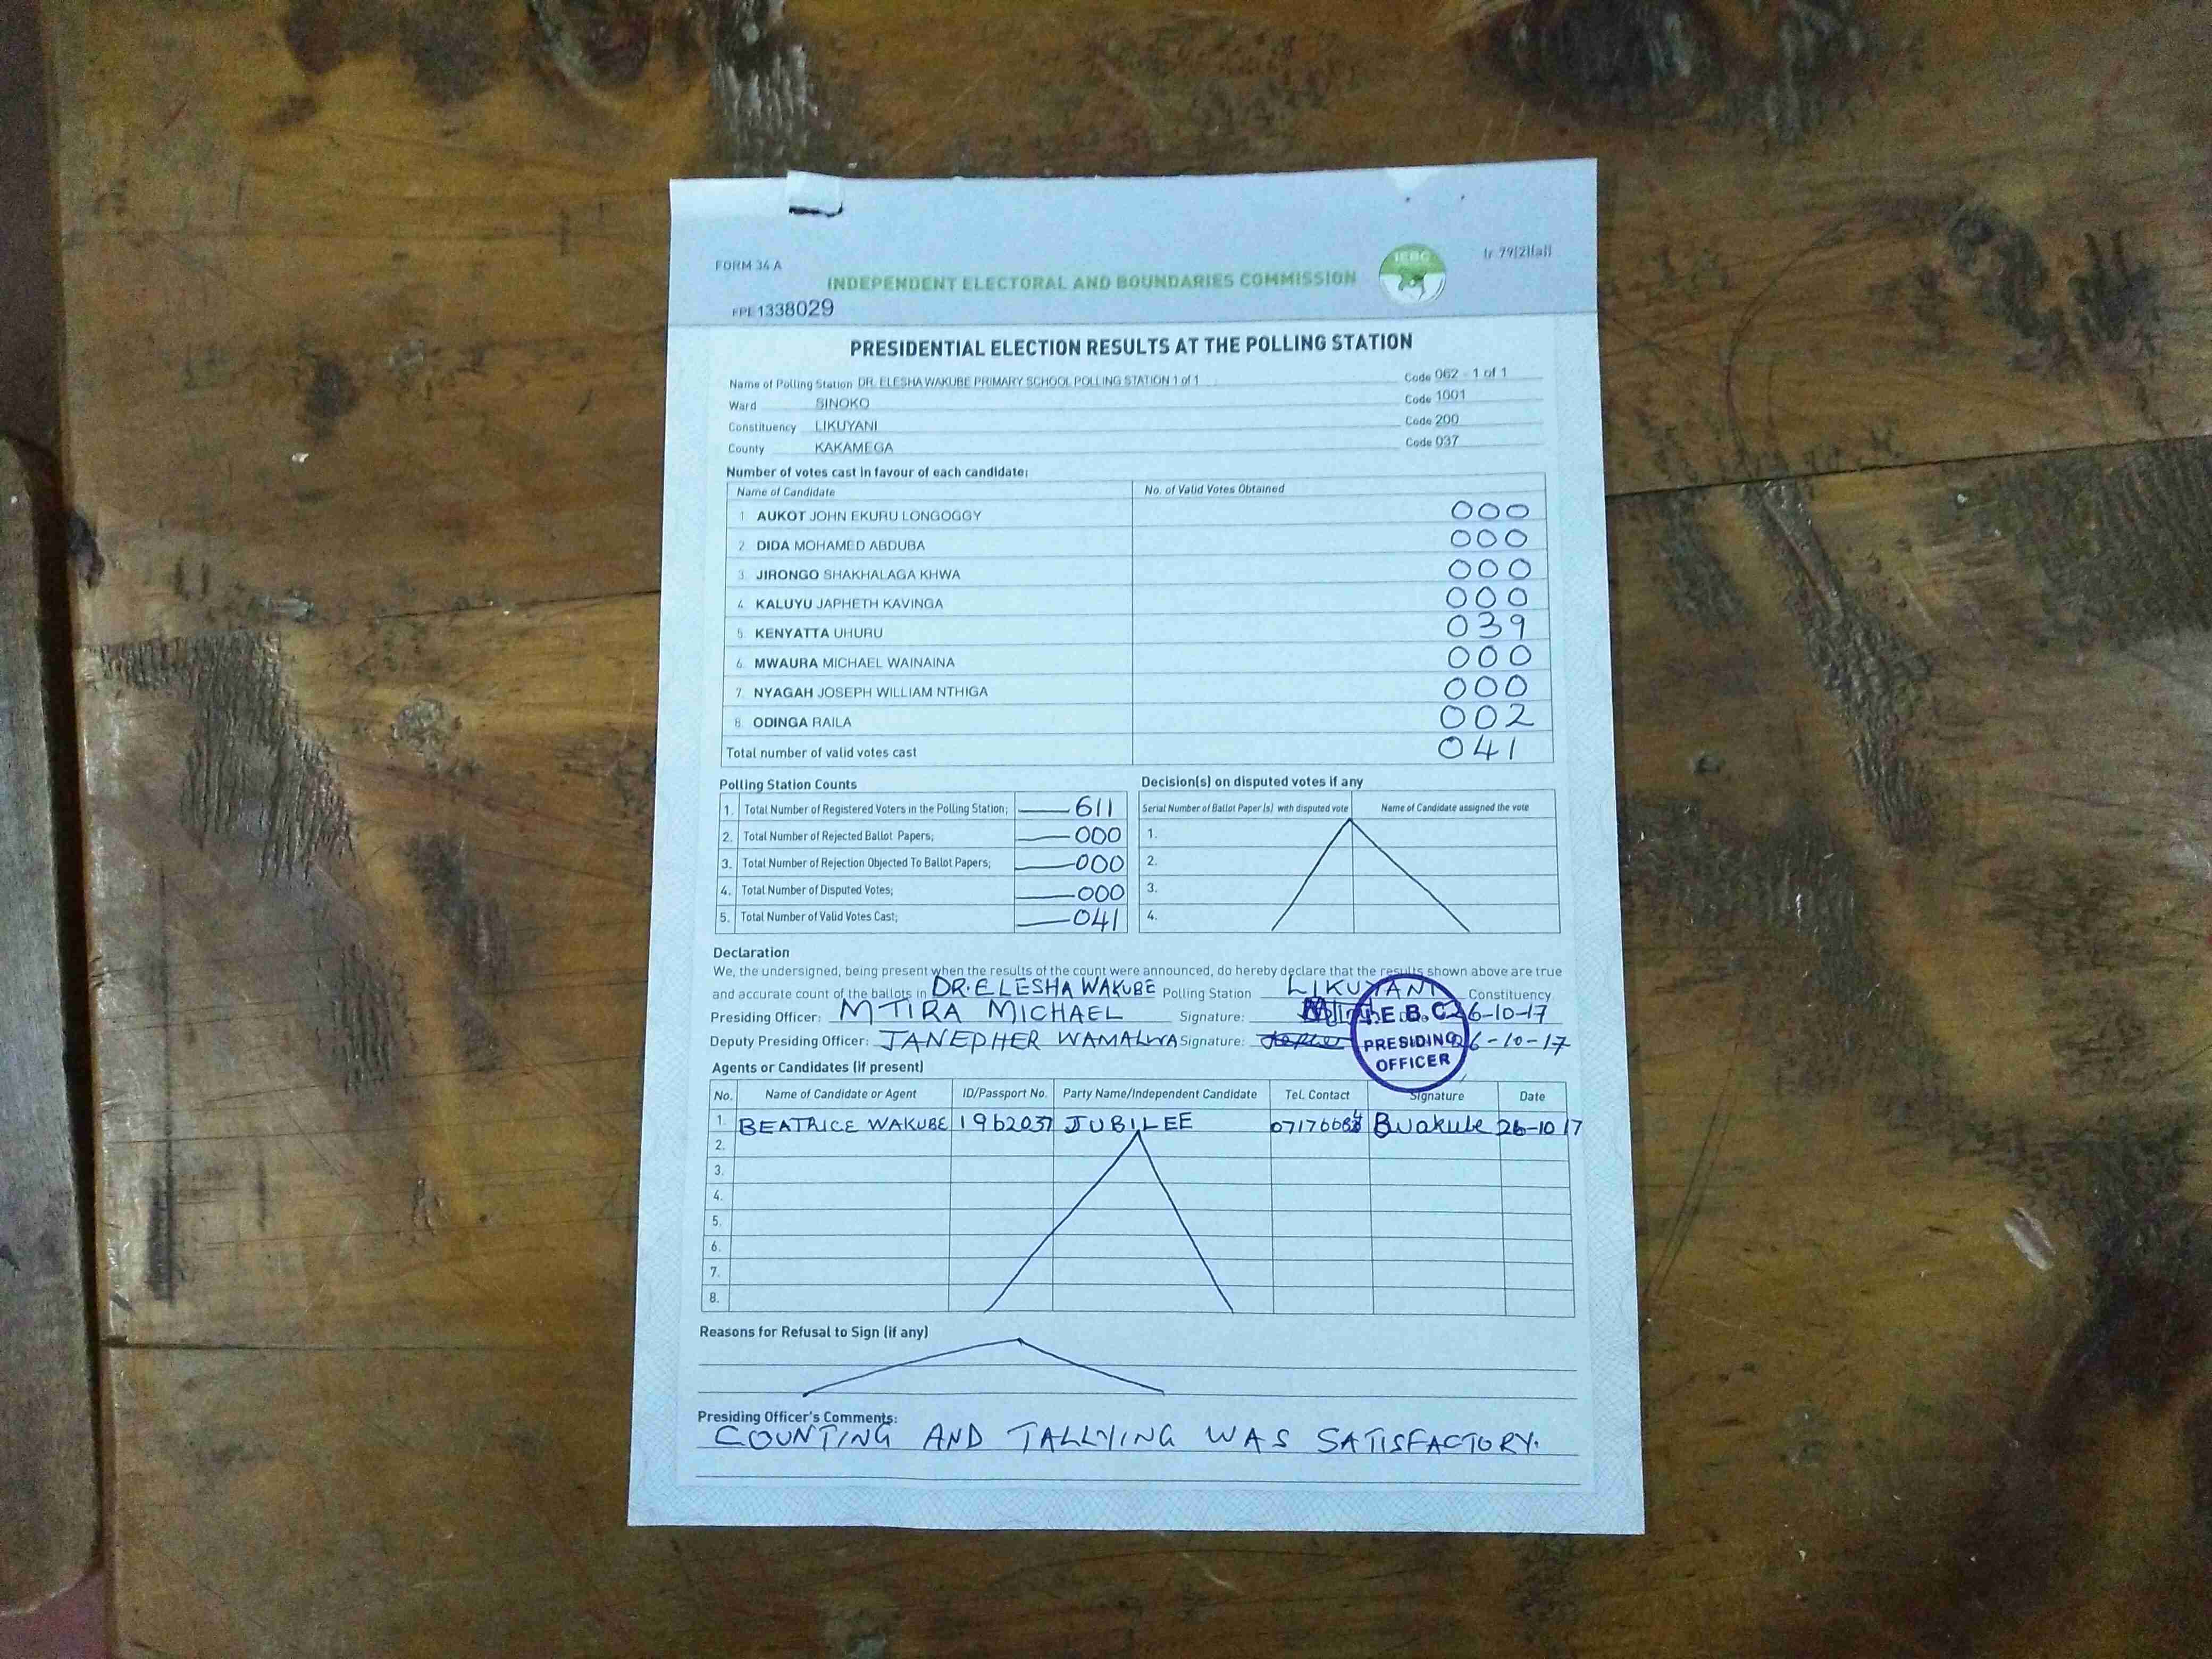 FORM 34 A
INDEPENDENT ELECTORAL AND BOUNDARIES COMMISSION
IEBC
FPE 1338029
PRESIDENTIAL ELECTION RESULTS AT THE POLLING STATION
Name of Polling Station DR. ELESHA WAKUBE PRIMARY SCHOOL POLLING STATION 1 of 1 Code 062 - 1 of 1
Ward SINOKO Code 1001
Constituency LIKUYANI Code 200
County KAKAMEGA Code 037
Number of votes cast in favour of each candidate:
Name of Candidate No. of Valid Votes Obtained
1 AUKOT JOHN EKURU LONGOGGY 000
2. DIDA MOHAMED ABDUBA 000
3. JIRONGO SHAKHALAGA KHWA 000
4. KALUYU JAPHETH KAVINGA 000
5. KENYATTA UHURU 039
6. MWAURA MICHAEL WAINAINA 000
7. NYAGAH JOSEPH WILLIAM NTHIGA 000
8. ODINGA RAILA 002
Total number of valid votes cast 041
Polling Station Counts
1. Total Number of Registered Voters in the Polling Station; 611
2. Total Number of Rejected Ballot Papers; 000
3. Total Number of Rejection Objected To Ballot Papers; 000
4. Total Number of Disputed Votes; 000
5. Total Number of Valid Votes Cast; 041
Decision(s) on disputed votes if any
Serial Number of Ballot Paper (s) with disputed vote Name of Candidate assigned the vote
1.
2.
3.
4.
Declaration
We, the undersigned, being present when the results of the count were announced, do hereby declare that the results shown above are true
and accurate count of the ballots in DR. ELESHA WAKUBE Polling Station LIKUYANI Constituency
Presiding Officer: MTIRA MICHAEL Signature: 26-10-17
Deputy Presiding Officer: JANEPHER WAMALWA Signature: 26-10-17
I.E.B.C
PRESIDING
OFFICER
Agents or Candidates (if present)
No. Name of Candidate or Agent ID/Passport No. Party Name/Independent Candidate Tel. Contact Signature Date
1. BEATRICE WAKUBE 1962037 JUBILEE Bwakube 26-10 17
2.
3.
4.
5.
6.
7.
8.
Reasons for Refusal to Sign (if any)
Presiding Officer's Comments:
COUNTING AND TALLYING WAS SATISFACTORY.